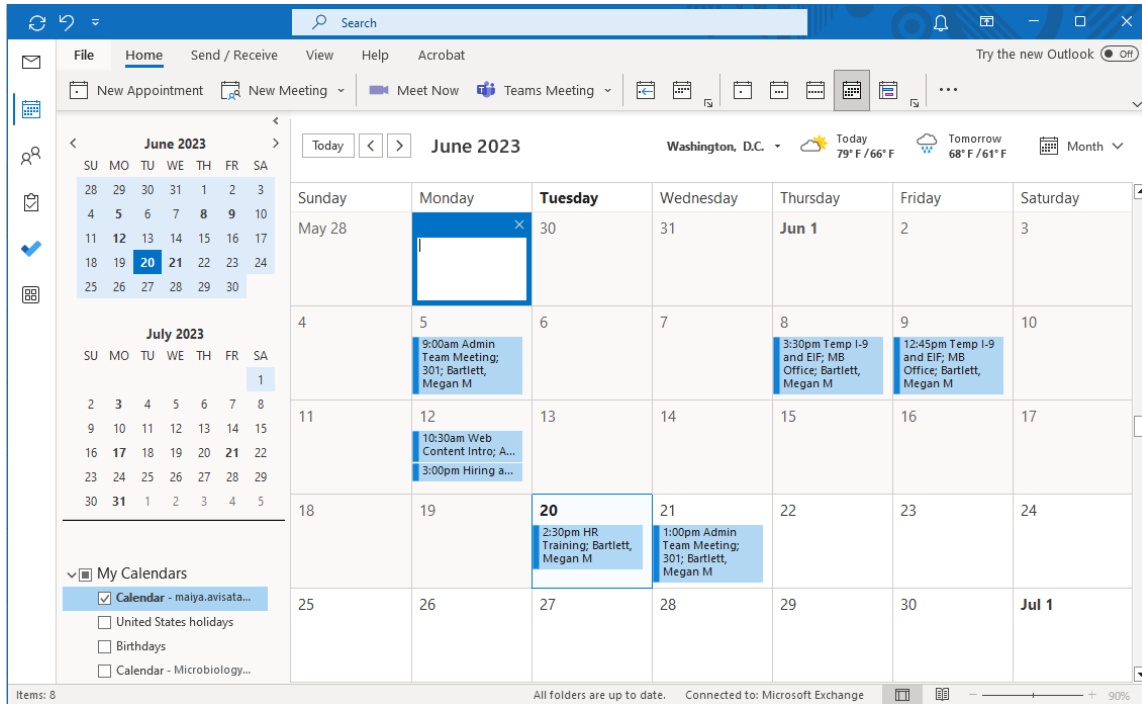 Search
File Home Send / Receive View Help Acrobat Try the new Outlook Off
New Appointment New Meeting Meet Now Teams Meeting ...
June 2023
SU MO TU WE TH FR SA
28 29 30 31 1 2 3
4 5 6 7 8 9 10
11 12 13 14 15 16 17
18 19 20 21 22 23 24
25 26 27 28 29 30
July 2023
SU MO TU WE TH FR SA
1
2 3 4 5 6 7 8
9 10 11 12 13 14 15
16 17 18 19 20 21 22
23 24 25 26 27 28 29
30 31 1 2 3 4 5
My Calendars
Calendar - maiya.avisata...
United States holidays
Birthdays
Calendar - Microbiology...
Today June 2023 Washington, D.C. Today Tomorrow Month
79° F / 66° F 68° F / 61° F
Sunday Monday Tuesday Wednesday Thursday Friday Saturday
May 28 30 31 Jun 1 2 3
4 5 6 7 8 9 10
9:00am Admin
Team Meeting;
301; Bartlett,
Megan M
3:30pm Temp I-9
and EIF; MB
Office; Bartlett,
Megan M
12:45pm Temp I-9
and EIF; MB
Office; Bartlett,
Megan M
11 12 13 14 15 16 17
10:30am Web
Content Intro; A...
3:00pm Hiring a...
18 19 20 21 22 23 24
2:30pm HR
Training; Bartlett,
Megan M
1:00pm Admin
Team Meeting;
301; Bartlett,
Megan M
25 26 27 28 29 30 Jul 1
Items: 8 All folders are up to date. Connected to: Microsoft Exchange 90%